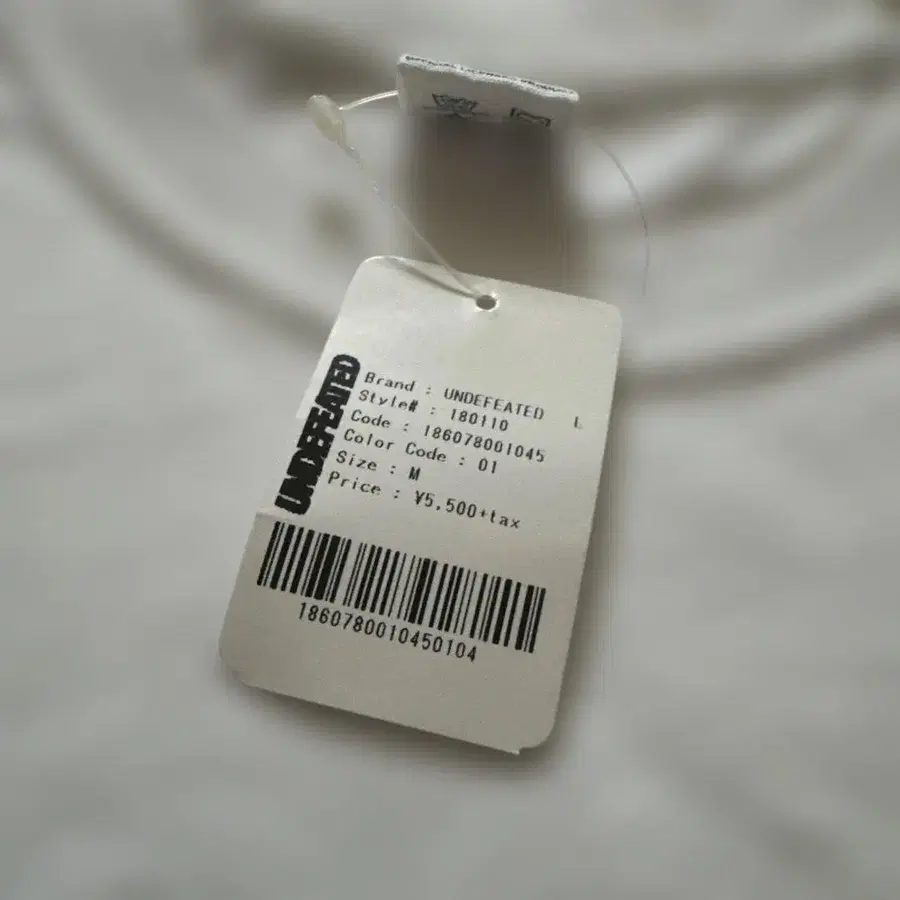 UNDEFEATED
Brand : UNDEFEATED L
Style# : 180110
Code : 186078001045
Color Code : 01
Size : M
Price : ¥5,500+tax
1860780010450104